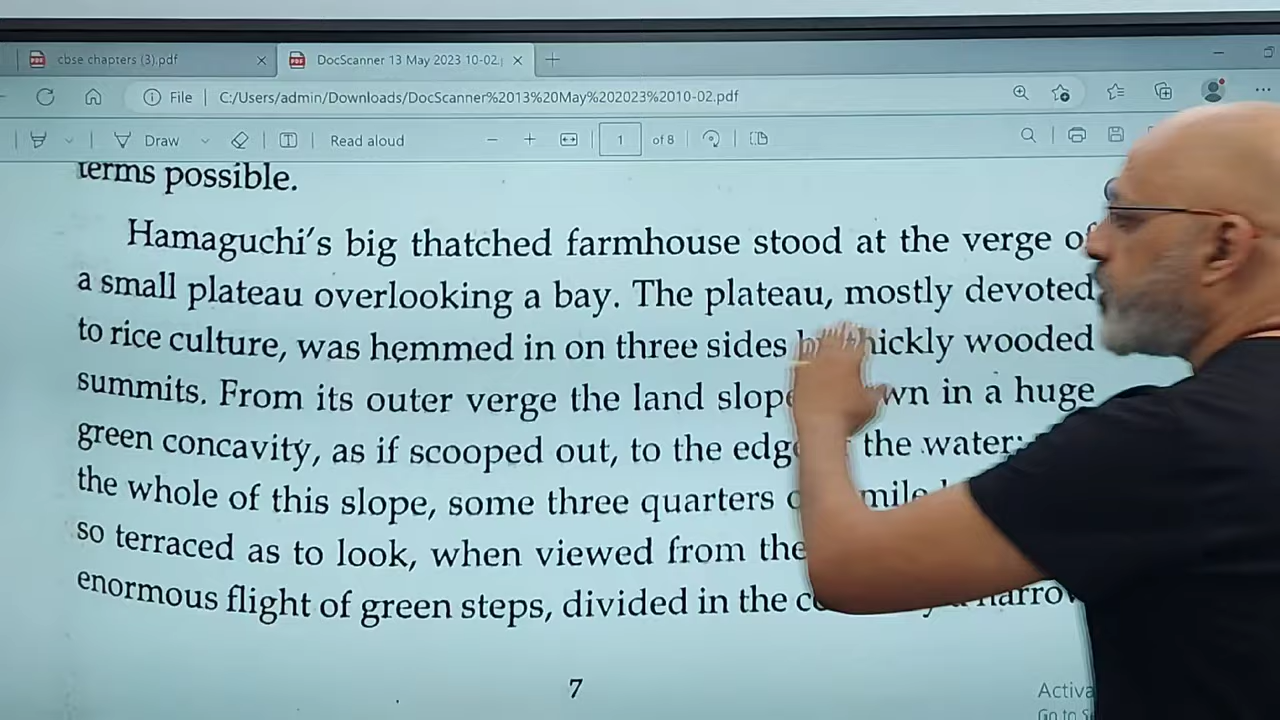 cbse chapters (3).pdf
DocScanner 13 May 2023 10-02.
File
C:/Users/admin/Downloads/DocScanner%2013%20May%202023%2010-02.pdf
Draw
Read aloud
1
of 8
terms possible.
Hamaguchi's big thatched farmhouse stood at the verge of
a small plateau overlooking a bay. The plateau, mostly devoted
to rice culture, was hemmed in on three sides by thickly wooded
summits. From its outer verge the land down in a huge
green concavity, as if scooped out, to the edge the water;
the whole of this slope, some three quarters mile
so terraced as to look, when viewed from the
enormous flight of green steps, divided in the narrow
7